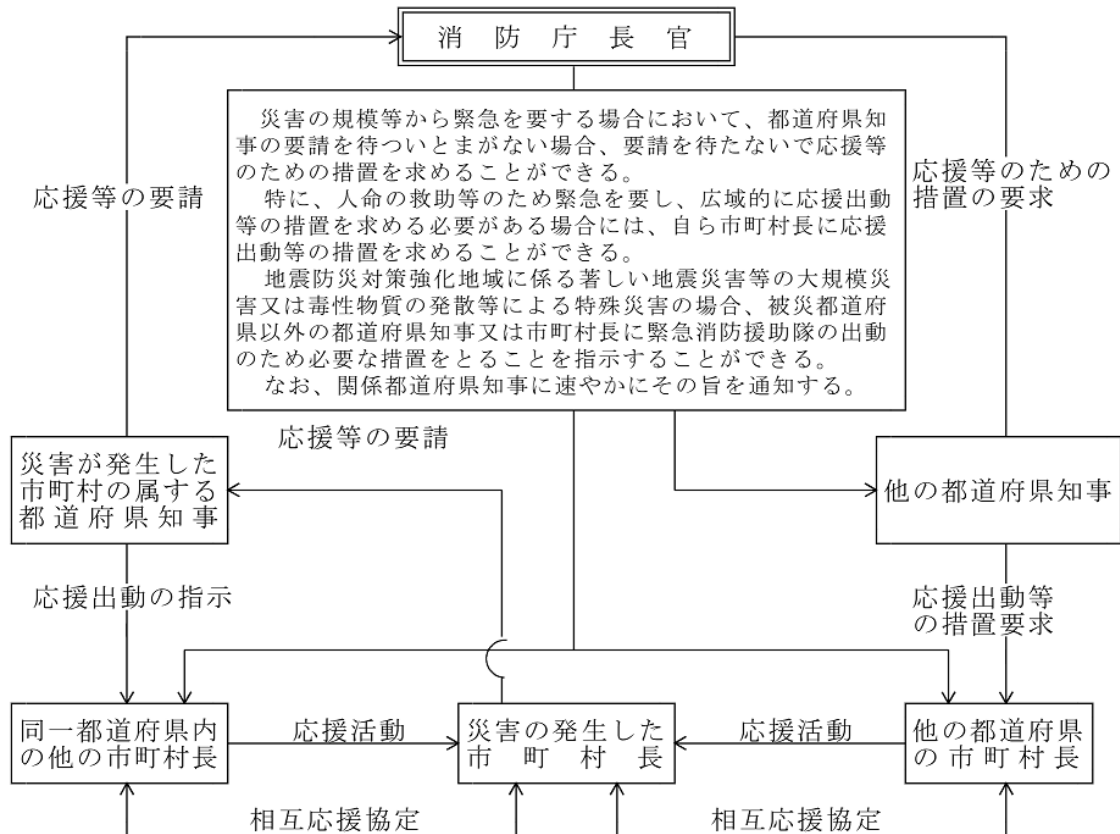 消防庁長官
災害の規模等から緊急を要する場合において、都道府県知
事の要請を待ついとまがない場合、要請を待たないで応援等
のための措置を求めることができる。
特に、人命の救助等のため緊急を要し、広域的に応援出動
等の措置を求める必要がある場合には、自ら市町村長に応援
出動等の措置を求めることができる。
地震防災対策強化地域に係る著しい地震災害等の大規模災
害又は毒性物質の発散等による特殊災害の場合、被災都道府
県以外の都道府県知事又は市町村長に緊急消防援助隊の出動
のため必要な措置をとることを指示することができる。
なお、関係都道府県知事に速やかにその旨を通知する。
応援等の要請
応援等のための
措置の要求
応援等の要請
災害が発生した
市町村の属する
都道府県知事
他の都道府県知事
応援出動の指示
応援出動等
の措置要求
同一都道府県内
の他の市町村長
応援活動
災害の発生した
市町村長
応援活動
他の都道府県
の市町村長
相互応援協定
相互応援協定